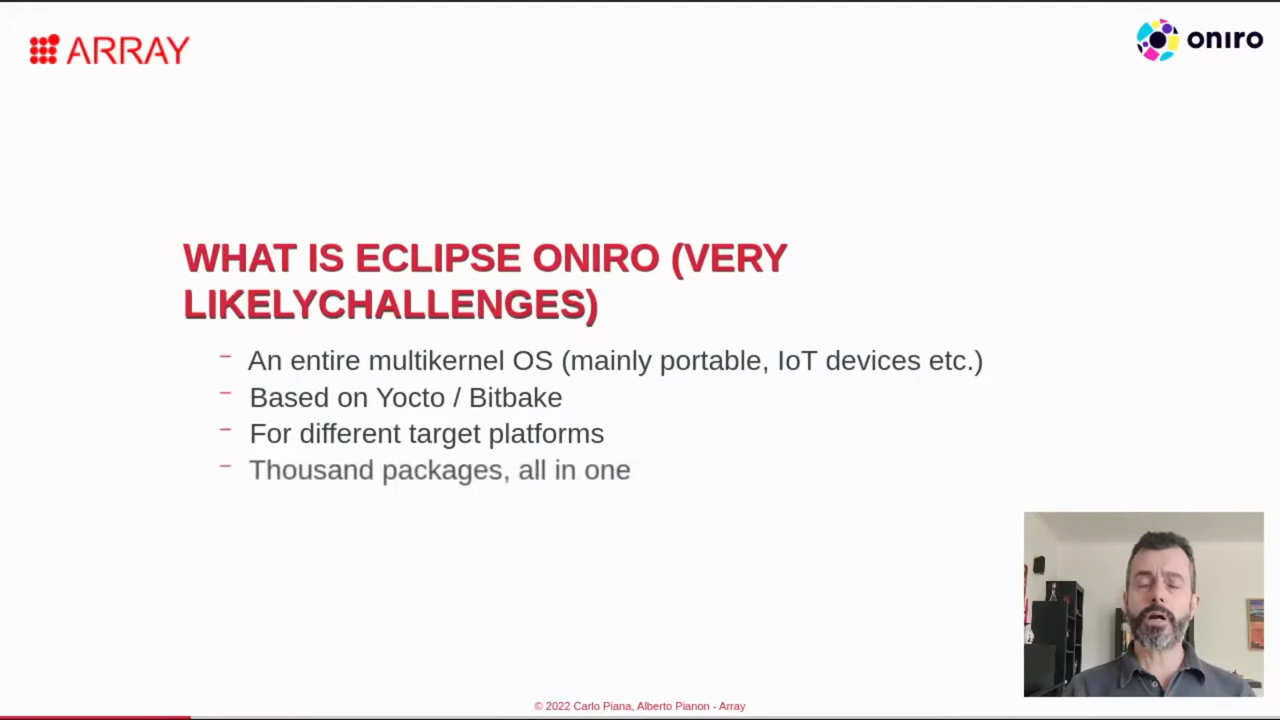 ARRAY
oniro
WHAT IS ECLIPSE ONIRO (VERY
LIKELYCHALLENGES)
– An entire multikernel OS (mainly portable, IoT devices etc.)
– Based on Yocto / Bitbake
– For different target platforms
– Thousand packages, all in one
© 2022 Carlo Piana, Alberto Pianon - Array